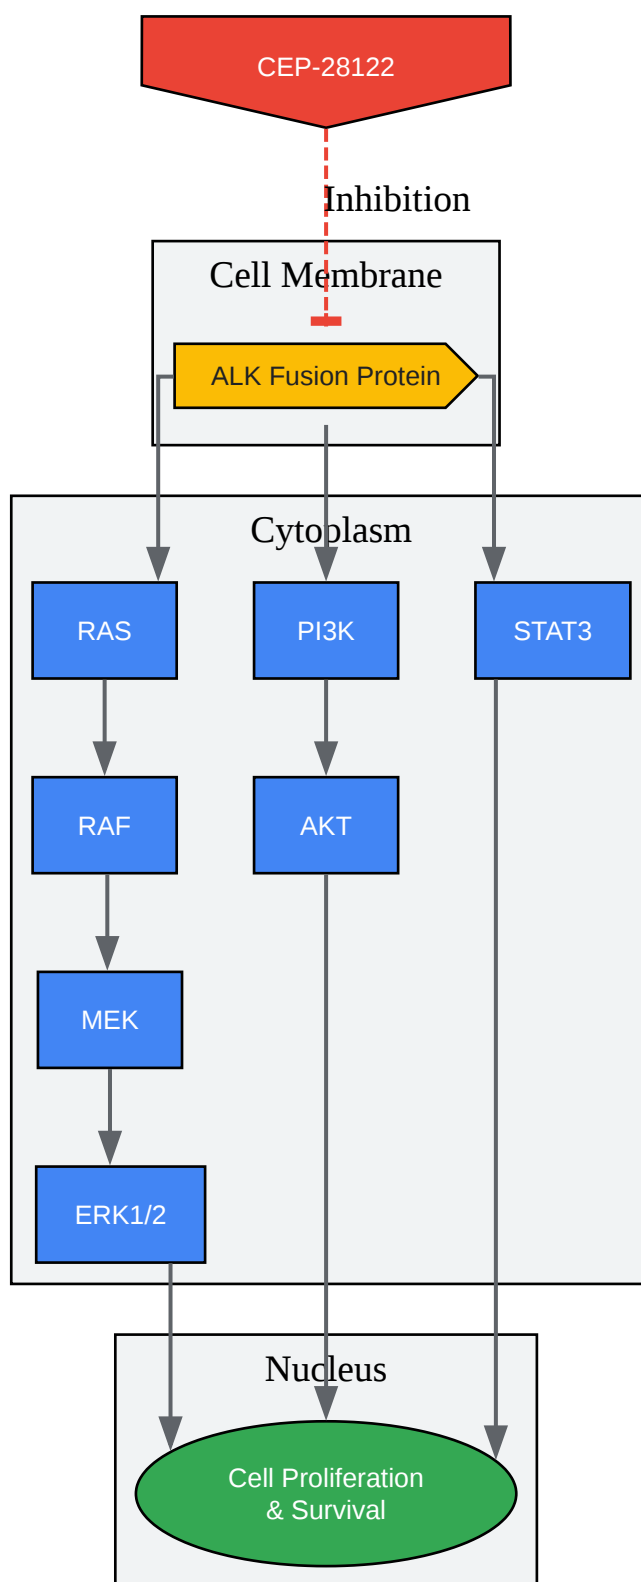 CEP-28122
Inhibition
Cell Membrane
ALK Fusion Protein
Cytoplasm
RAS
PI3K
STAT3
RAF
AKT
MEK
ERK1/2
Nucleus
Cell Proliferation
& Survival